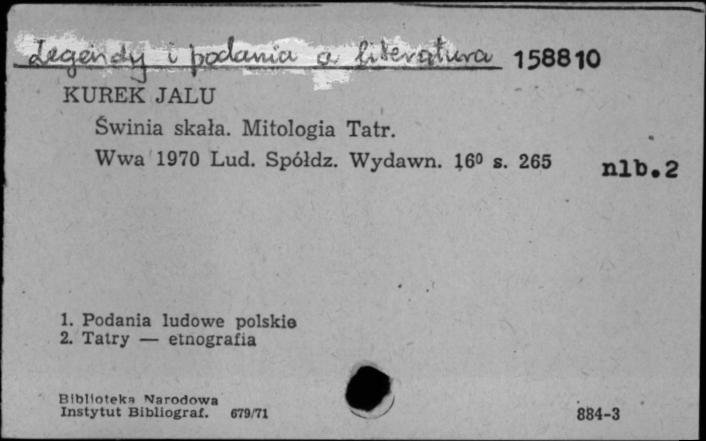 Legendy i podania a literatura 158810
KUREK JALU
Świnia skała. Mitologia Tatr.
Wwa 1970 Lud. Spółdz. Wydawn. 16⁰ s. 265 nlb.2
1. Podania ludowe polskie
2. Tatry — etnografia
Biblioteka Narodowa
Instytut Bibliograf. 679/71
884-3